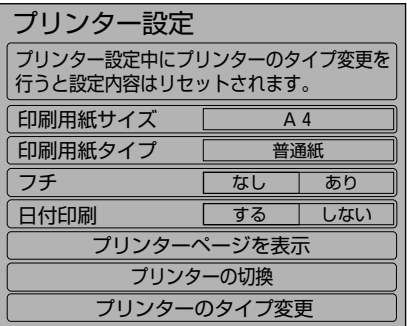 プリンター設定
プリンター設定中にプリンターのタイプ変更を
行うと設定内容はリセットされます。
印刷用紙サイズ A 4
印刷用紙タイプ 普通紙
フチ なし あり
日付印刷 する しない
プリンターページを表示
プリンターの切換
プリンターのタイプ変更